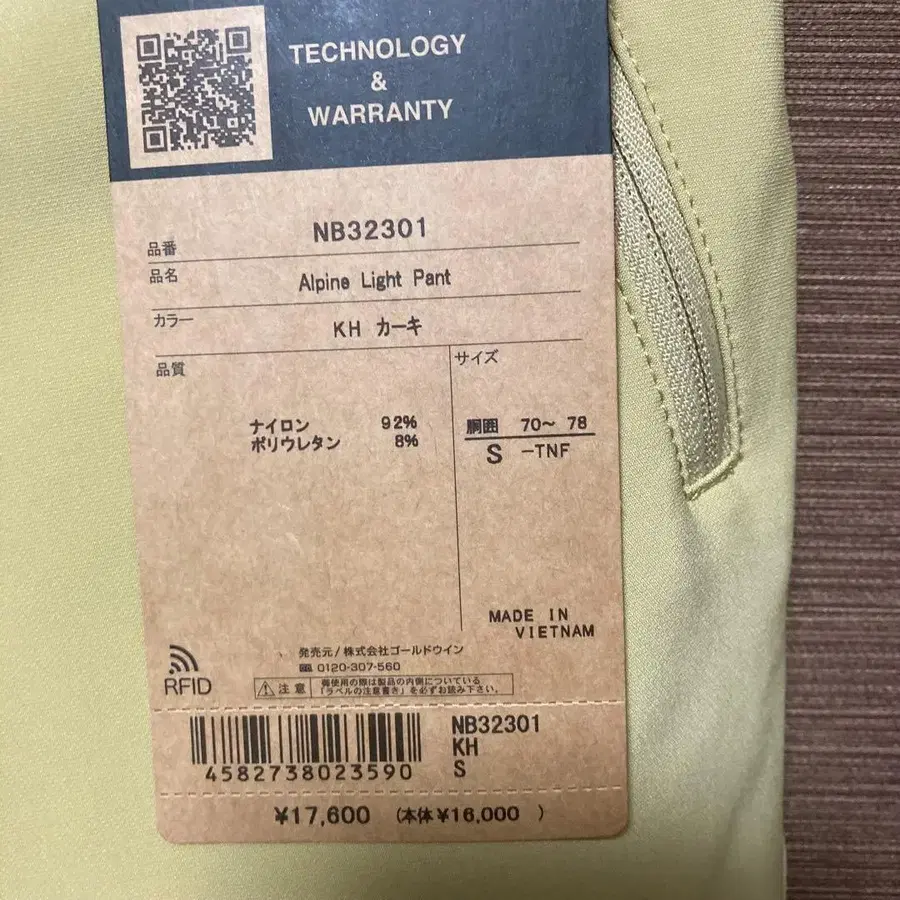 TECHNOLOGY
&
WARRANTY
品番 NB32301
品名 Alpine Light Pant
カラー KH カーキ
品質
サイズ
ナイロン 92%
ポリウレタン 8%
胴囲 70～ 78
S -TNF
MADE IN
VIETNAM
発売元/株式会社ゴールドウイン
0120-307-560
RFID
注意
御使用の際は製品の内側についている
「ラベルの注意書き」を必ずお読み下さい。
NB32301
KH
S
4582738023590
¥17,600 (本体¥16,000 )